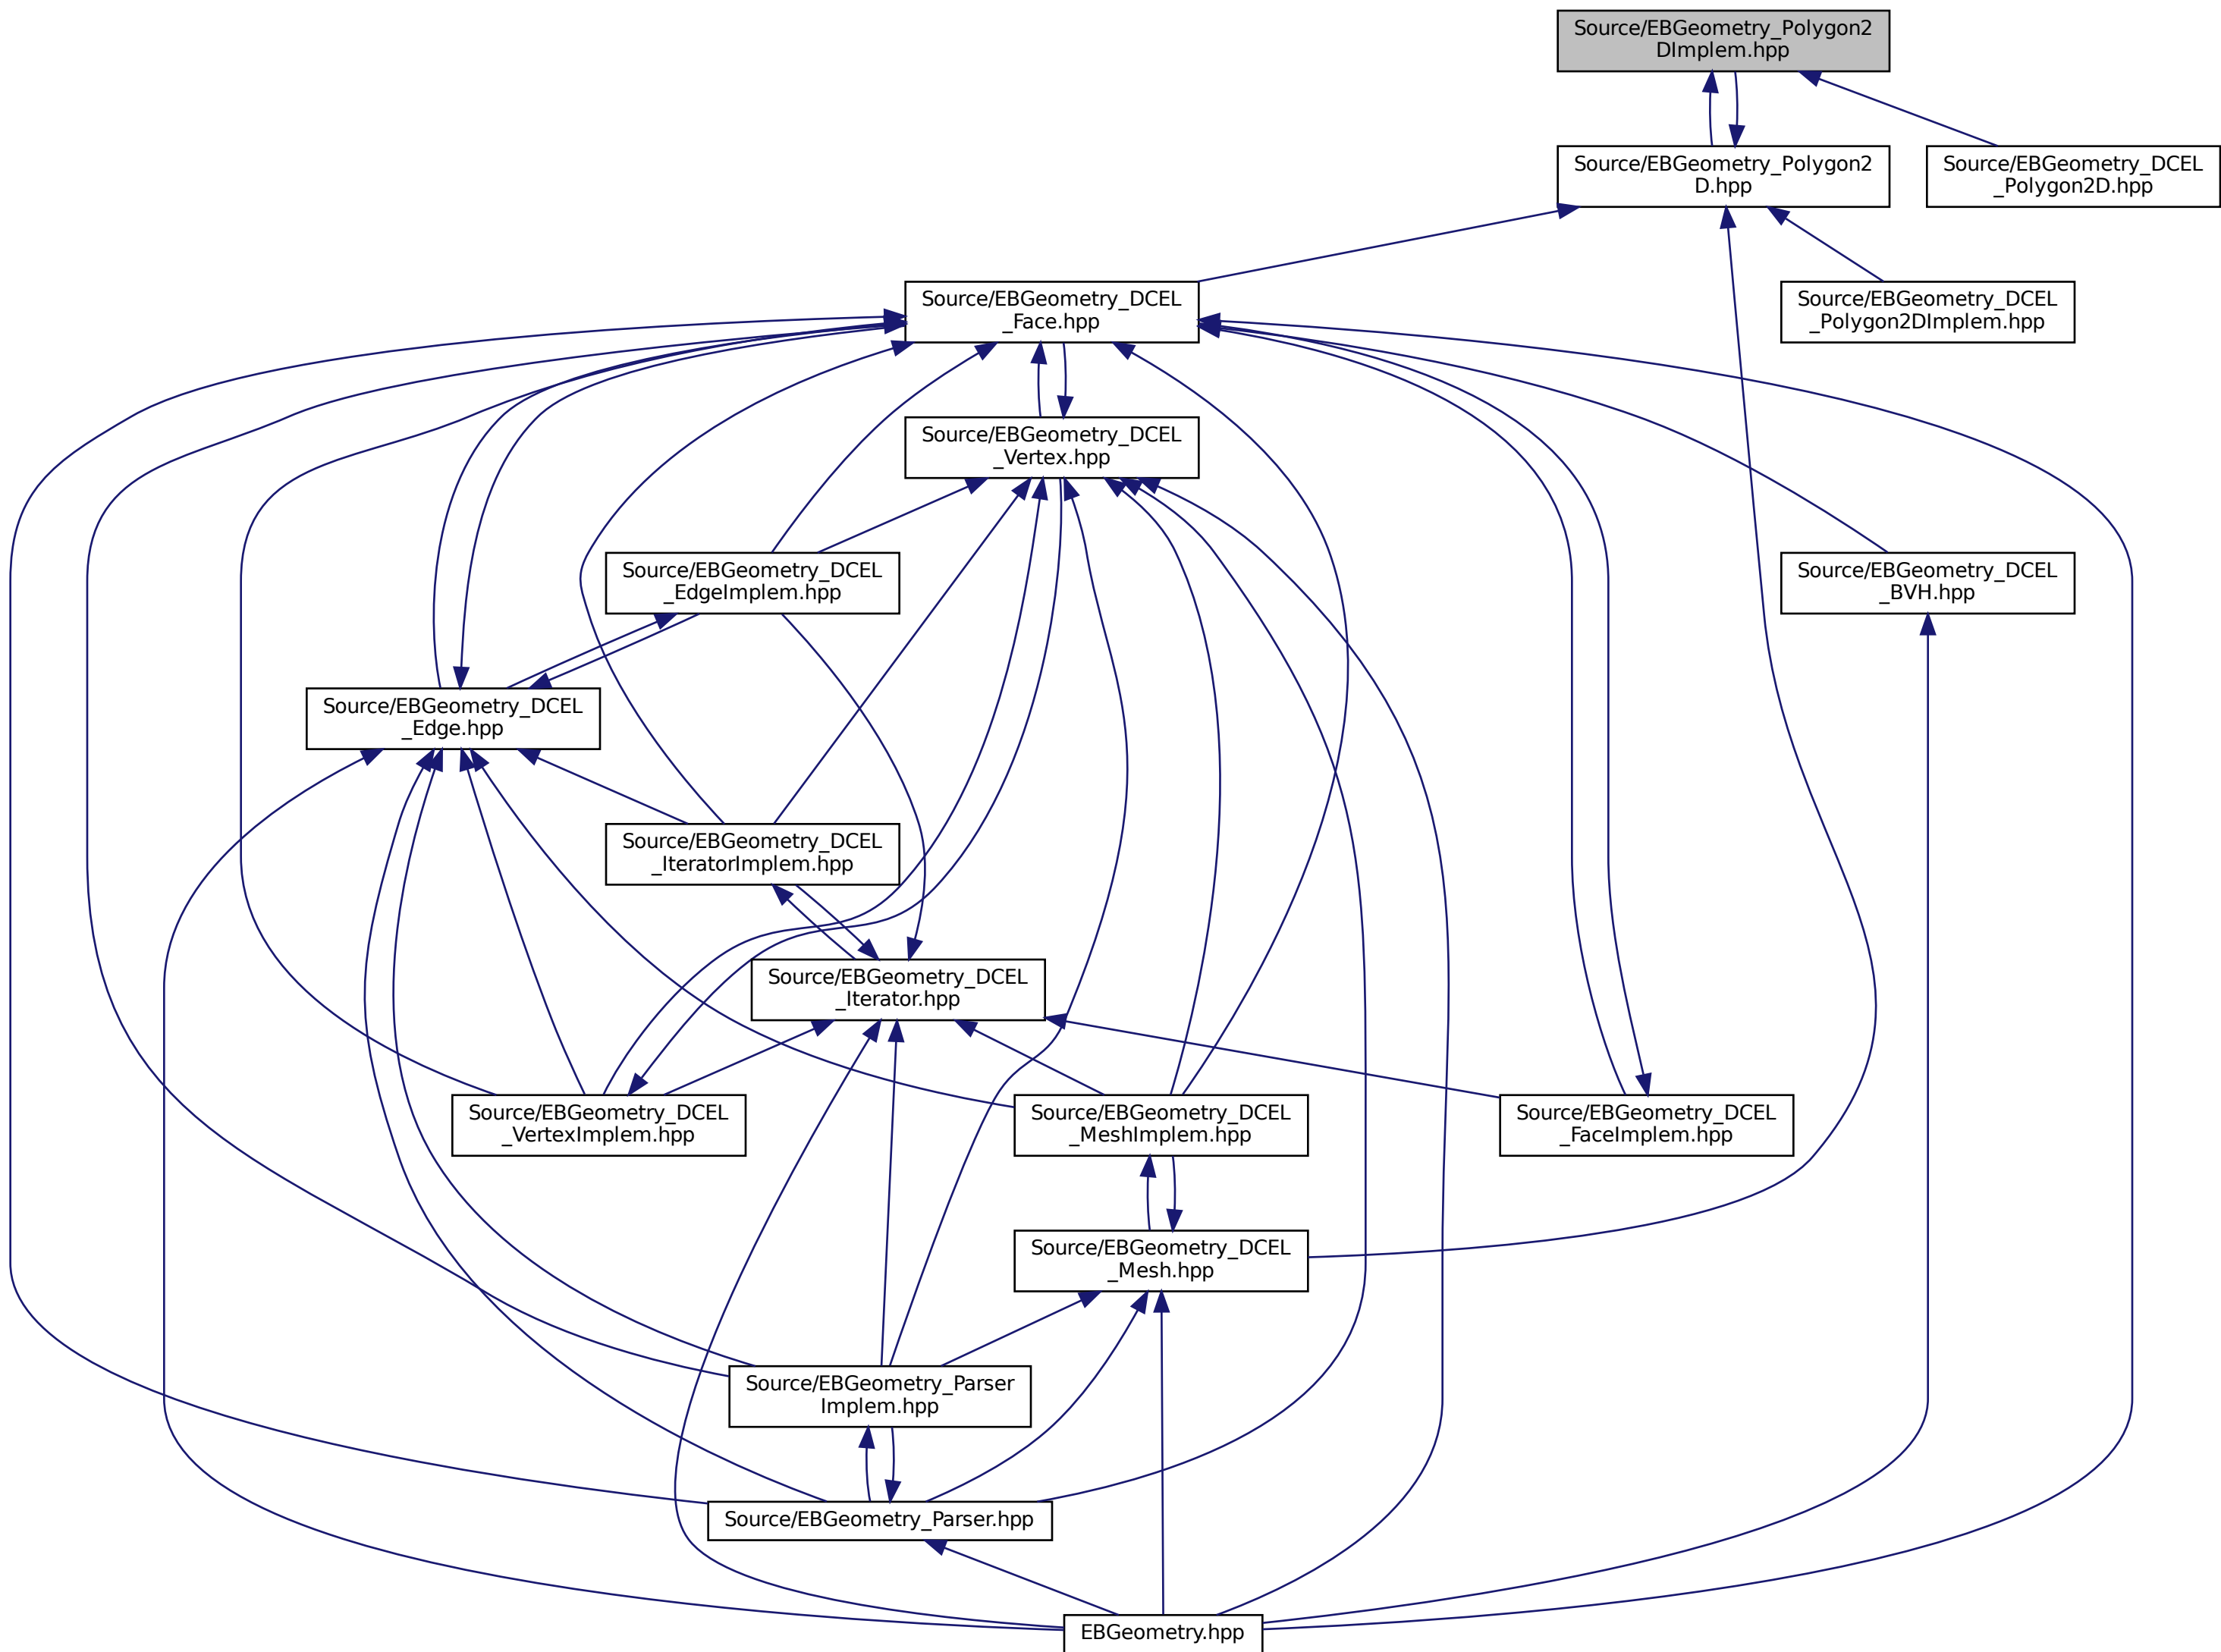 Source/EBGeometry_Polygon2
DImplem.hpp
Source/EBGeometry_Polygon2
D.hpp
Source/EBGeometry_DCEL
_Polygon2D.hpp
Source/EBGeometry_DCEL
_Face.hpp
Source/EBGeometry_DCEL
_Polygon2DImplem.hpp
Source/EBGeometry_DCEL
_Vertex.hpp
Source/EBGeometry_DCEL
_EdgeImplem.hpp
Source/EBGeometry_DCEL
_BVH.hpp
Source/EBGeometry_DCEL
_Edge.hpp
Source/EBGeometry_DCEL
_IteratorImplem.hpp
Source/EBGeometry_DCEL
_Iterator.hpp
Source/EBGeometry_DCEL
_VertexImplem.hpp
Source/EBGeometry_DCEL
_MeshImplem.hpp
Source/EBGeometry_DCEL
_FaceImplem.hpp
Source/EBGeometry_DCEL
_Mesh.hpp
Source/EBGeometry_Parser
Implem.hpp
Source/EBGeometry_Parser.hpp
EBGeometry.hpp